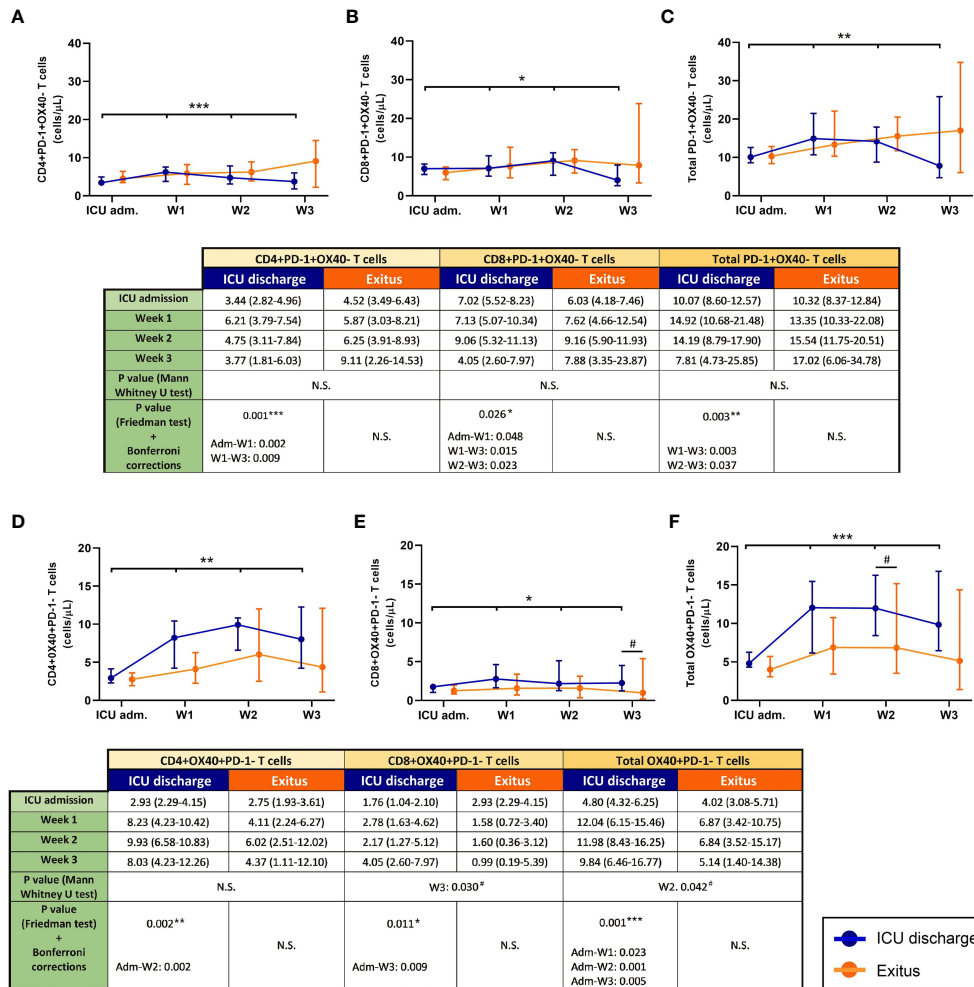 A
B
C
CD4+PD-1+OX40- T cells
(cells/μL)
40
30
20
10
0
***
ICU adm. W1 W2 W3
CD8+PD-1+OX40- T cells
(cells/μL)
40
30
20
10
0
*
ICU adm. W1 W2 W3
Total PD-1+OX40- T cells
(cells/μL)
40
30
20
10
0
**
ICU adm. W1 W2 W3
CD4+PD-1+OX40- T cells CD8+PD-1+OX40- T cells Total PD-1+OX40- T cells
ICU discharge Exitus ICU discharge Exitus ICU discharge Exitus
ICU admission 3.44 (2.82-4.96) 4.52 (3.49-6.43) 7.02 (5.52-8.23) 6.03 (4.18-7.46) 10.07 (8.60-12.57) 10.32 (8.37-12.84)
Week 1 6.21 (3.79-7.54) 5.87 (3.03-8.21) 7.13 (5.07-10.34) 7.62 (4.66-12.54) 14.92 (10.68-21.48) 13.35 (10.33-22.08)
Week 2 4.75 (3.11-7.84) 6.25 (3.91-8.93) 9.06 (5.32-11.13) 9.16 (5.90-11.93) 14.19 (8.79-17.90) 15.54 (11.75-20.51)
Week 3 3.77 (1.81-6.03) 9.11 (2.26-14.53) 4.05 (2.60-7.97) 7.88 (3.35-23.87) 7.81 (4.73-25.85) 17.02 (6.06-34.78)
P value (Mann
Whitney U test)
N.S. N.S. N.S.
P value
(Friedman test)
+
Bonferroni
corrections
0.001***
Adm-W1: 0.002
W1-W3: 0.009
N.S.
0.026*
Adm-W1: 0.048
W1-W3: 0.015
W2-W3: 0.023
N.S.
0.003**
W1-W3: 0.003
W2-W3: 0.037
N.S.
D
E
F
CD4+0X40+PD-1- T cells
(cells/μL)
20
15
10
5
0
**
ICU adm. W1 W2 W3
CD8+OX40+PD-1- T cells
(cells/μL)
20
15
10
5
0
*
#
ICU adm. W1 W2 W3
Total OX40+PD-1- T cells
(cells/μL)
20
15
10
5
0
***
#
ICU adm. W1 W2 W3
CD4+OX40+PD-1- T cells CD8+OX40+PD-1- T cells Total OX40+PD-1- T cells
ICU discharge Exitus ICU discharge Exitus ICU discharge Exitus
ICU admission 2.93 (2.29-4.15) 2.75 (1.93-3.61) 1.76 (1.04-2.10) 2.93 (2.29-4.15) 4.80 (4.32-6.25) 4.02 (3.08-5.71)
Week 1 8.23 (4.23-10.42) 4.11 (2.24-6.27) 2.78 (1.63-4.62) 1.58 (0.72-3.40) 12.04 (6.15-15.46) 6.87 (3.42-10.75)
Week 2 9.93 (6.58-10.83) 6.02 (2.51-12.02) 2.17 (1.27-5.12) 1.60 (0.36-3.12) 11.98 (8.43-16.25) 6.84 (3.52-15.17)
Week 3 8.03 (4.23-12.26) 4.37 (1.11-12.10) 4.05 (2.60-7.97) 0.99 (0.19-5.39) 9.84 (6.46-16.77) 5.14 (1.40-14.38)
P value (Mann
Whitney U test)
N.S. W3: 0.030# W2. 0.042#
P value
(Friedman test)
+
Bonferroni
corrections
0.002**
Adm-W2: 0.002
N.S.
0.011*
Adm-W3: 0.009
N.S.
0.001***
Adm-W1: 0.023
Adm-W2: 0.001
Adm-W3: 0.005
N.S.
ICU discharge
Exitus